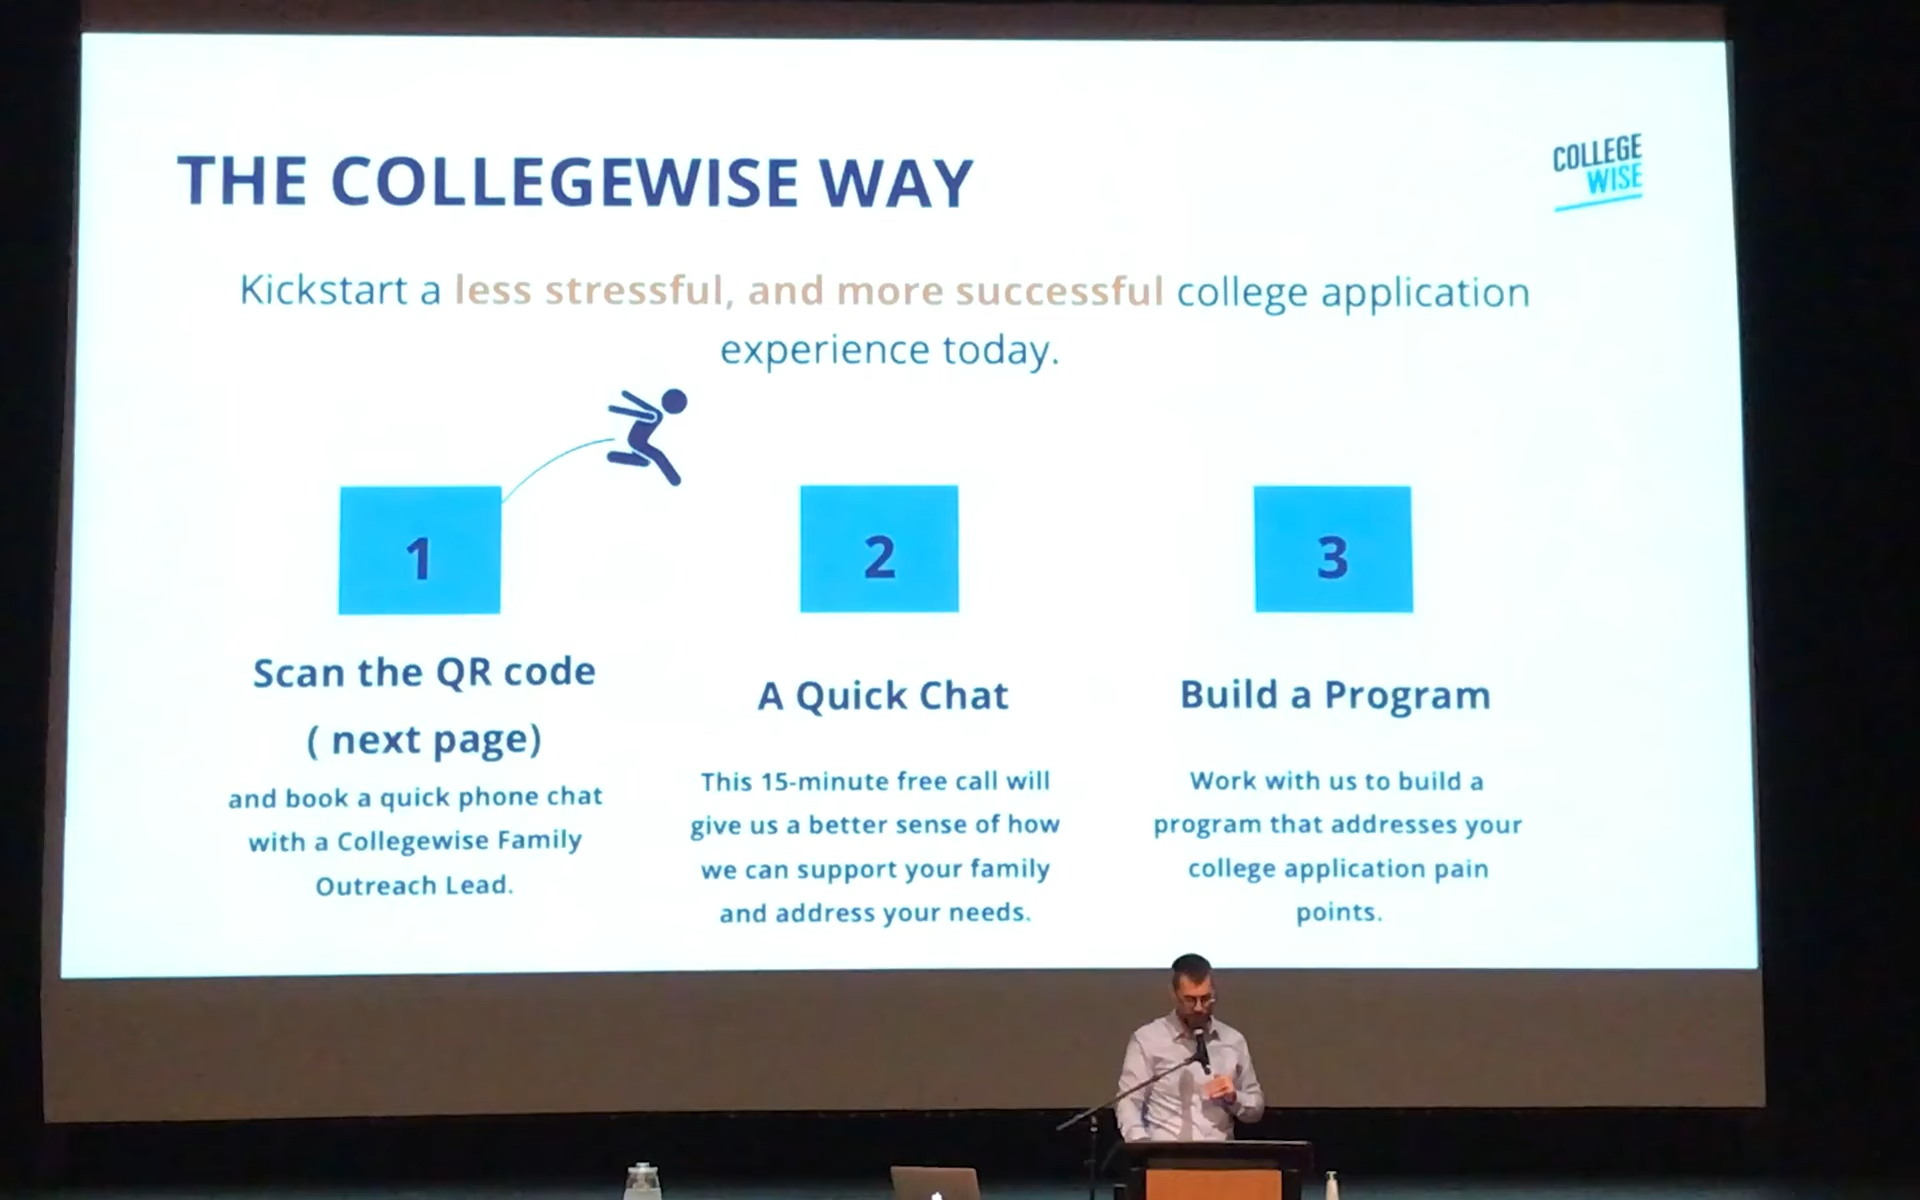 THE COLLEGEWISE WAY
COLLEGE
WISE
Kickstart a less stressful, and more successful college application
experience today.
1
Scan the QR code
( next page)
and book a quick phone chat
with a Collegewise Family
Outreach Lead.
2
A Quick Chat
This 15-minute free call will
give us a better sense of how
we can support your family
and address your needs.
3
Build a Program
Work with us to build a
program that addresses your
college application pain
points.